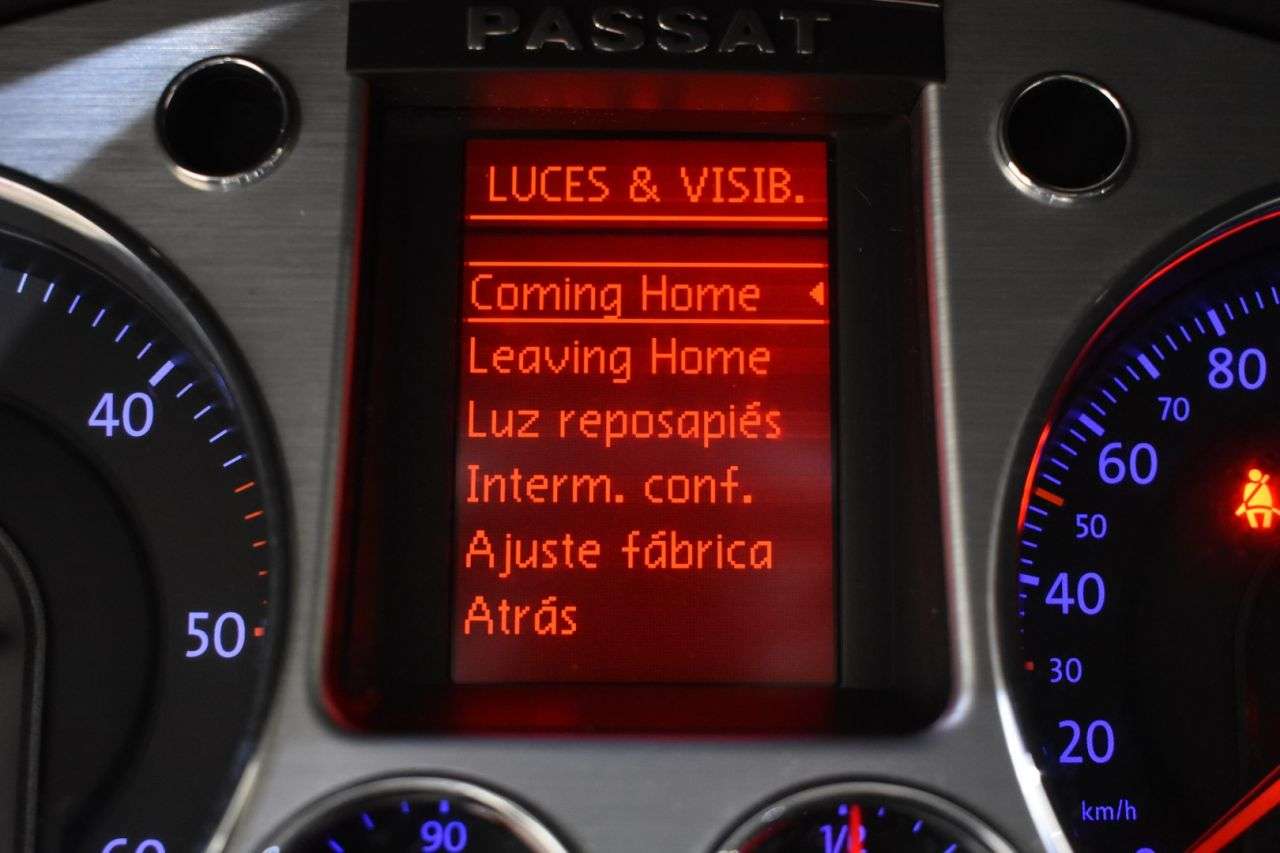 PASSAT
LUCES & VISIB.
Coming Home
Leaving Home
Luz reposapiés
Interm. conf.
Ajuste fábrica
Atrás
40
50
60
80
70
60
50
40
30
20
km/h
90
1/2